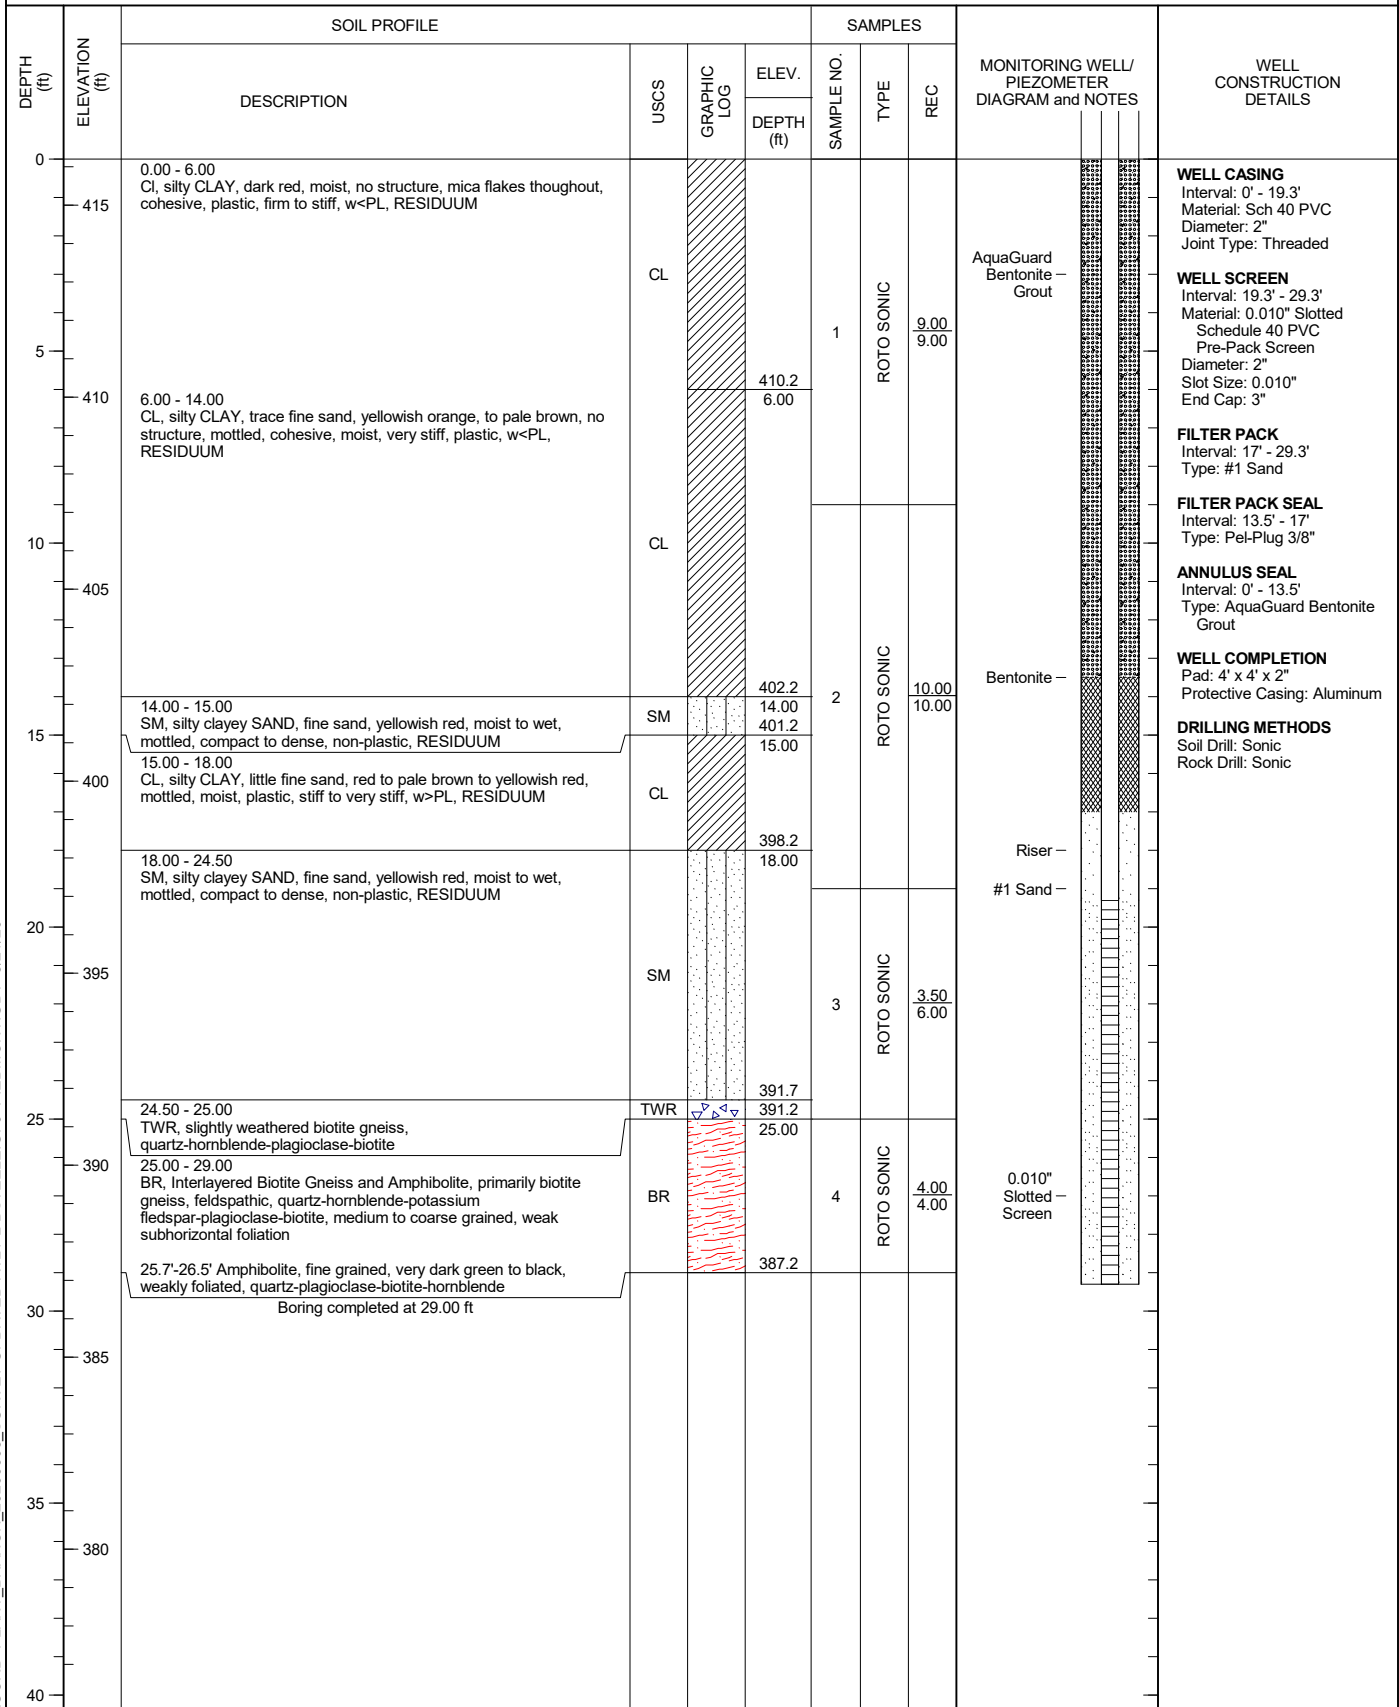 SOIL PROFILE
SAMPLES
DEPTH
(ft)
ELEVATION
(ft)
DESCRIPTION
USCS
GRAPHIC
LOG
ELEV.
DEPTH
(ft)
SAMPLE NO.
TYPE
REC
MONITORING WELL/
PIEZOMETER
DIAGRAM and NOTES
WELL
CONSTRUCTION
DETAILS
0
5
10
15
20
25
30
35
40
415
410
405
400
395
390
385
380
0.00 - 6.00
Cl, silty CLAY, dark red, moist, no structure, mica flakes thoughout,
cohesive, plastic, firm to stiff, w<PL, RESIDUUM
CL
410.2
6.00
6.00 - 14.00
CL, silty CLAY, trace fine sand, yellowish orange, to pale brown, no
structure, mottled, cohesive, moist, very stiff, plastic, w<PL,
RESIDUUM
CL
402.2
14.00
14.00 - 15.00
SM, silty clayey SAND, fine sand, yellowish red, moist to wet,
mottled, compact to dense, non-plastic, RESIDUUM
SM
401.2
15.00
15.00 - 18.00
CL, silty CLAY, little fine sand, red to pale brown to yellowish red,
mottled, moist, plastic, stiff to very stiff, w>PL, RESIDUUM
CL
398.2
18.00
18.00 - 24.50
SM, silty clayey SAND, fine sand, yellowish red, moist to wet,
mottled, compact to dense, non-plastic, RESIDUUM
SM
391.7
24.50 - 25.00
TWR, slightly weathered biotite gneiss,
quartz-hornblende-plagioclase-biotite
TWR
391.2
25.00
25.00 - 29.00
BR, Interlayered Biotite Gneiss and Amphibolite, primarily biotite
gneiss, feldspathic, quartz-hornblende-potassium
fledspar-plagioclase-biotite, medium to coarse grained, weak
subhorizontal foliation
BR
25.7'-26.5' Amphibolite, fine grained, very dark green to black,
weakly foliated, quartz-plagioclase-biotite-hornblende
387.2
Boring completed at 29.00 ft
1
ROTO SONIC
9.00
9.00
2
ROTO SONIC
10.00
10.00
3
ROTO SONIC
3.50
6.00
4
ROTO SONIC
4.00
4.00
AquaGuard
Bentonite
Grout
Bentonite
Riser
#1 Sand
0.010"
Slotted
Screen
WELL CASING
Interval: 0' - 19.3'
Material: Sch 40 PVC
Diameter: 2"
Joint Type: Threaded
WELL SCREEN
Interval: 19.3' - 29.3'
Material: 0.010" Slotted
Schedule 40 PVC
Pre-Pack Screen
Diameter: 2"
Slot Size: 0.010"
End Cap: 3"
FILTER PACK
Interval: 17' - 29.3'
Type: #1 Sand
FILTER PACK SEAL
Interval: 13.5' - 17'
Type: Pel-Plug 3/8"
ANNULUS SEAL
Interval: 0' - 13.5'
Type: AquaGuard Bentonite
Grout
WELL COMPLETION
Pad: 4' x 4' x 2"
Protective Casing: Aluminum
DRILLING METHODS
Soil Drill: Sonic
Rock Drill: Sonic